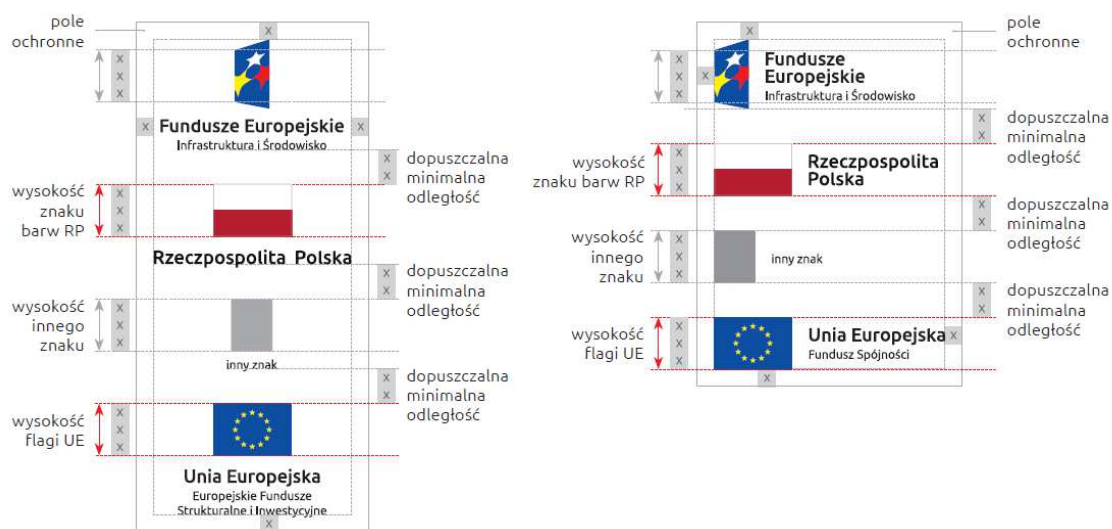 pole
ochronne
x
x
x
x
x
x
Fundusze Europejskie
Infrastruktura i Środowisko
x
x
dopuszczalna
minimalna
odległość
wysokość
znaku
barw RP
x
x
x
Rzeczpospolita Polska
x
x
dopuszczalna
minimalna
odległość
wysokość
innego
znaku
x
x
x
inny znak
x
x
dopuszczalna
minimalna
odległość
wysokość
flagi UE
x
x
x
Unia Europejska
Europejskie Fundusze
Strukturalne i Inwestycyjne
x
pole
ochronne
x
x
x
x
x
Fundusze
Europejskie
Infrastruktura i Środowisko
x
x
dopuszczalna
minimalna
odległość
wysokość
znaku barw RP
x
x
x
Rzeczpospolita
Polska
x
x
dopuszczalna
minimalna
odległość
wysokość
innego
znaku
x
x
x
inny znak
x
x
dopuszczalna
minimalna
odległość
wysokość
flagi UE
x
x
x
Unia Europejska
Fundusz Spójności
x
x